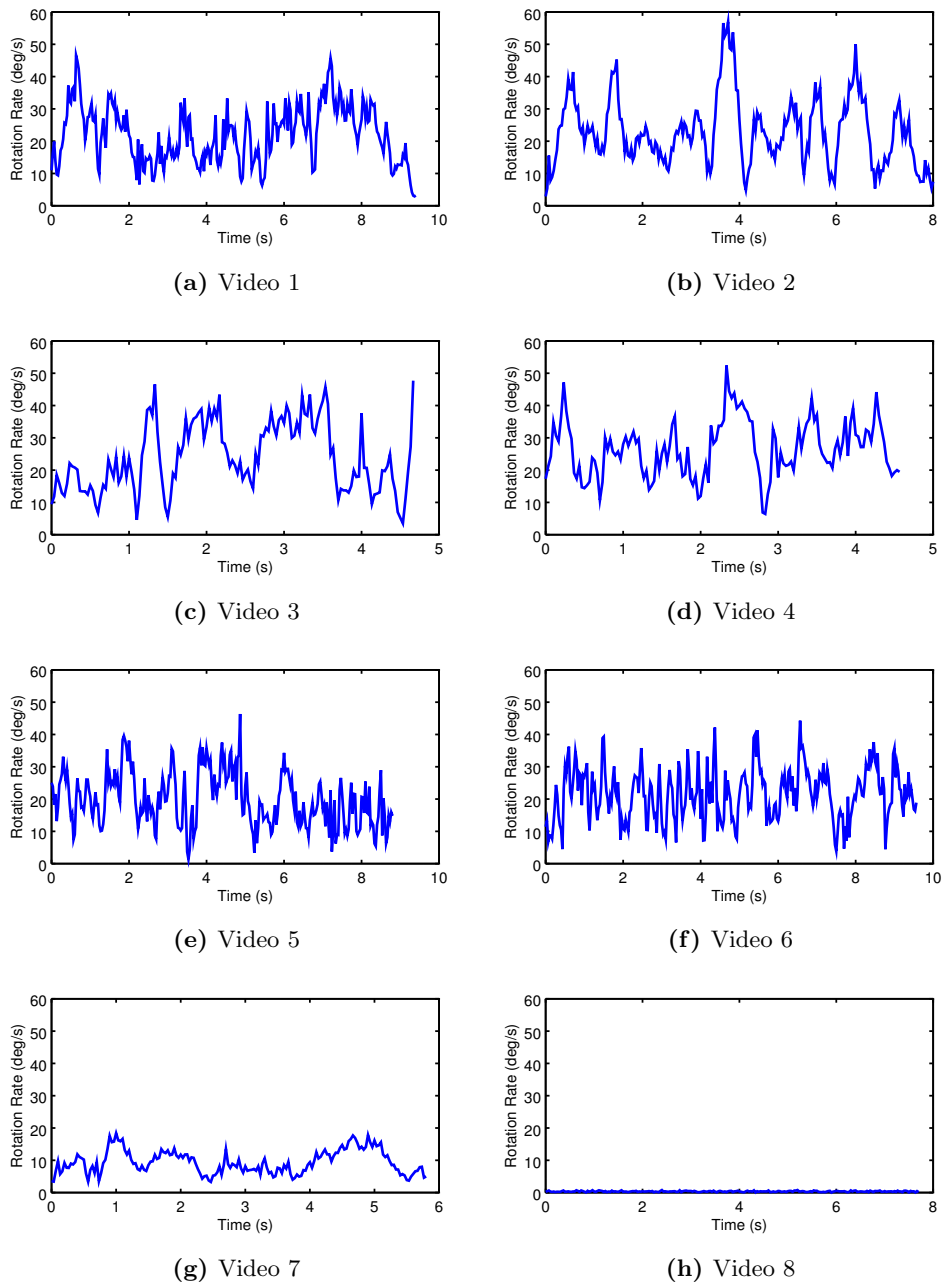 60
50
40
30
20
10
0
Rotation Rate (deg/s)
0 2 4 6 8 10
Time (s)
(a) Video 1
60
50
40
30
20
10
0
Rotation Rate (deg/s)
0 2 4 6 8
Time (s)
(b) Video 2
60
50
40
30
20
10
0
Rotation Rate (deg/s)
0 1 2 3 4 5
Time (s)
(c) Video 3
60
50
40
30
20
10
0
Rotation Rate (deg/s)
0 1 2 3 4 5
Time (s)
(d) Video 4
60
50
40
30
20
10
0
Rotation Rate (deg/s)
0 2 4 6 8 10
Time (s)
(e) Video 5
60
50
40
30
20
10
0
Rotation Rate (deg/s)
0 2 4 6 8 10
Time (s)
(f) Video 6
60
50
40
30
20
10
0
Rotation Rate (deg/s)
0 1 2 3 4 5 6
Time (s)
(g) Video 7
60
50
40
30
20
10
0
Rotation Rate (deg/s)
0 2 4 6 8
Time (s)
(h) Video 8